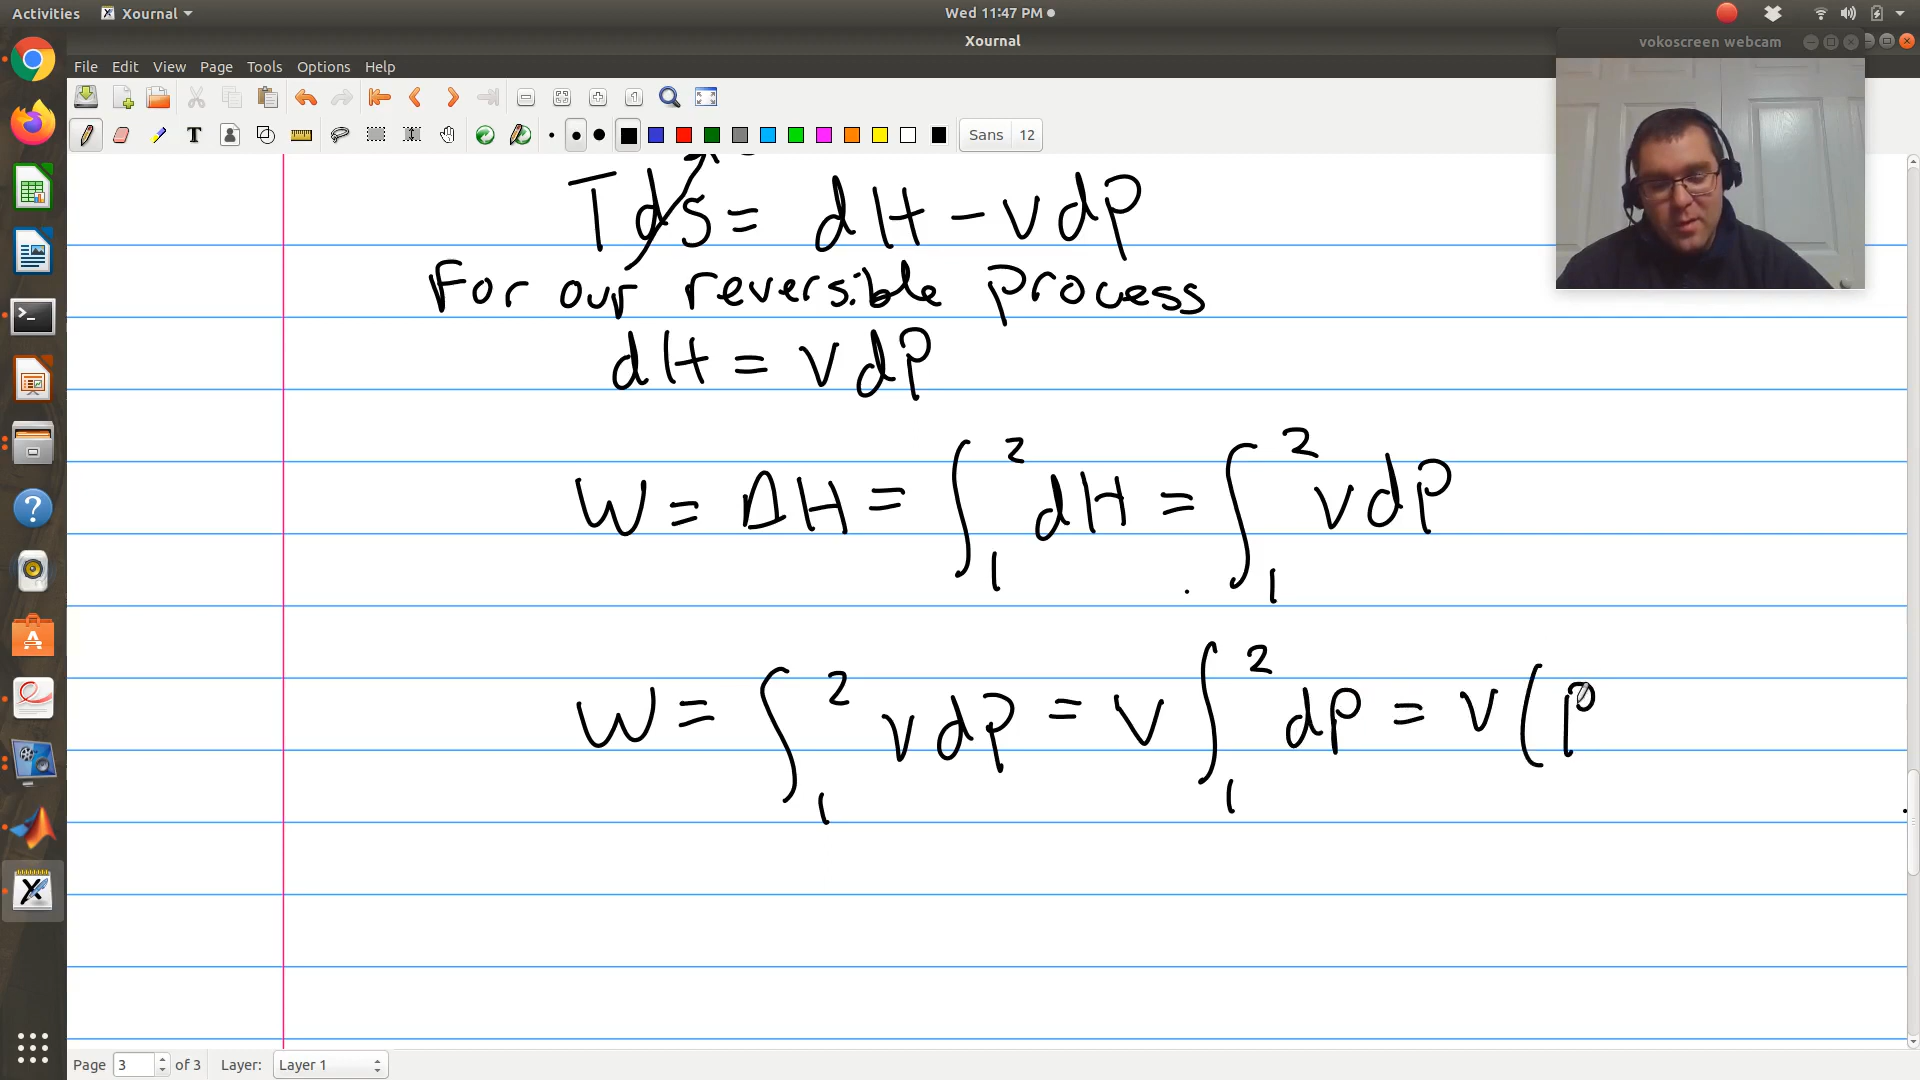 Activities Xournal Wed 11:47 PM
Xournal
vokoscreen webcam
File Edit View Page Tools Options Help
Sans 12
Tds = dH - vdP
For our reversible process
dH = vdP
W = ΔH = ∫₁² dH = ∫₁² vdP
W = ∫₁² vdP = v ∫₁² dP = v(P
Page 3 of 3 Layer: Layer 1